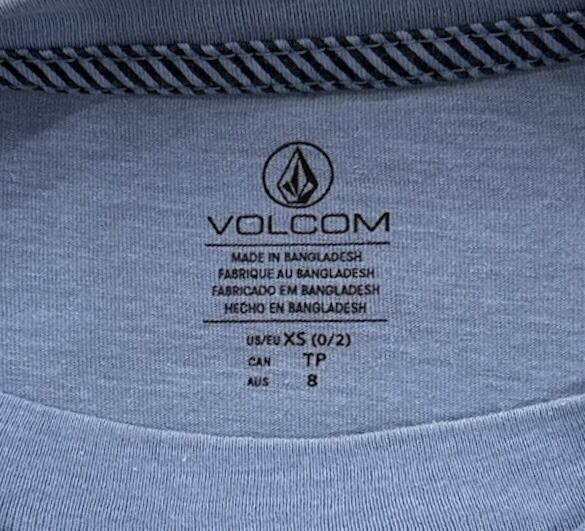 VOLCOM
MADE IN BANGLADESH
FABRIQUE AU BANGLADESH
FABRICADO EM BANGLADESH
HECHO EN BANGLADESH
US/EU XS (0/2)
CAN TP
AUS 8